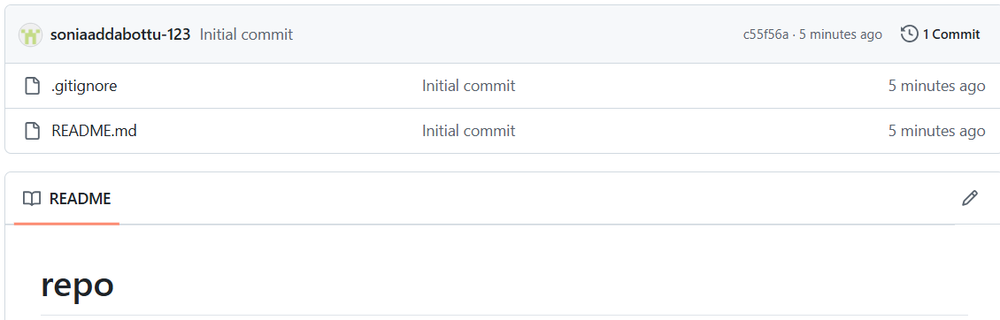 soniaaddabottu-123 Initial commit c55f56a · 5 minutes ago 1 Commit
.gitignore Initial commit 5 minutes ago
README.md Initial commit 5 minutes ago
README
repo